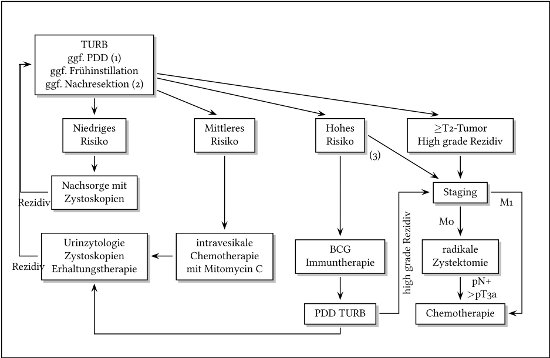 TURB
ggf. PDD (1)
ggf. Frühinstillation
ggf. Nachresektion (2)
Niedriges
Risiko
Mittleres
Risiko
Hohes
Risiko
≥T2-Tumor
High grade Rezidiv
(3)
Nachsorge mit
Zystoskopien
Rezidiv
Staging
M0
M1
Urinzytologie
Zystoskopien
Erhaltungstherapie
Rezidiv
intravesikale
Chemotherapie
mit Mitomycin C
BCG
Immuntherapie
high grade Rezidiv
radikale
Zystektomie
pN+
>pT3a
PDD TURB
Chemotherapie